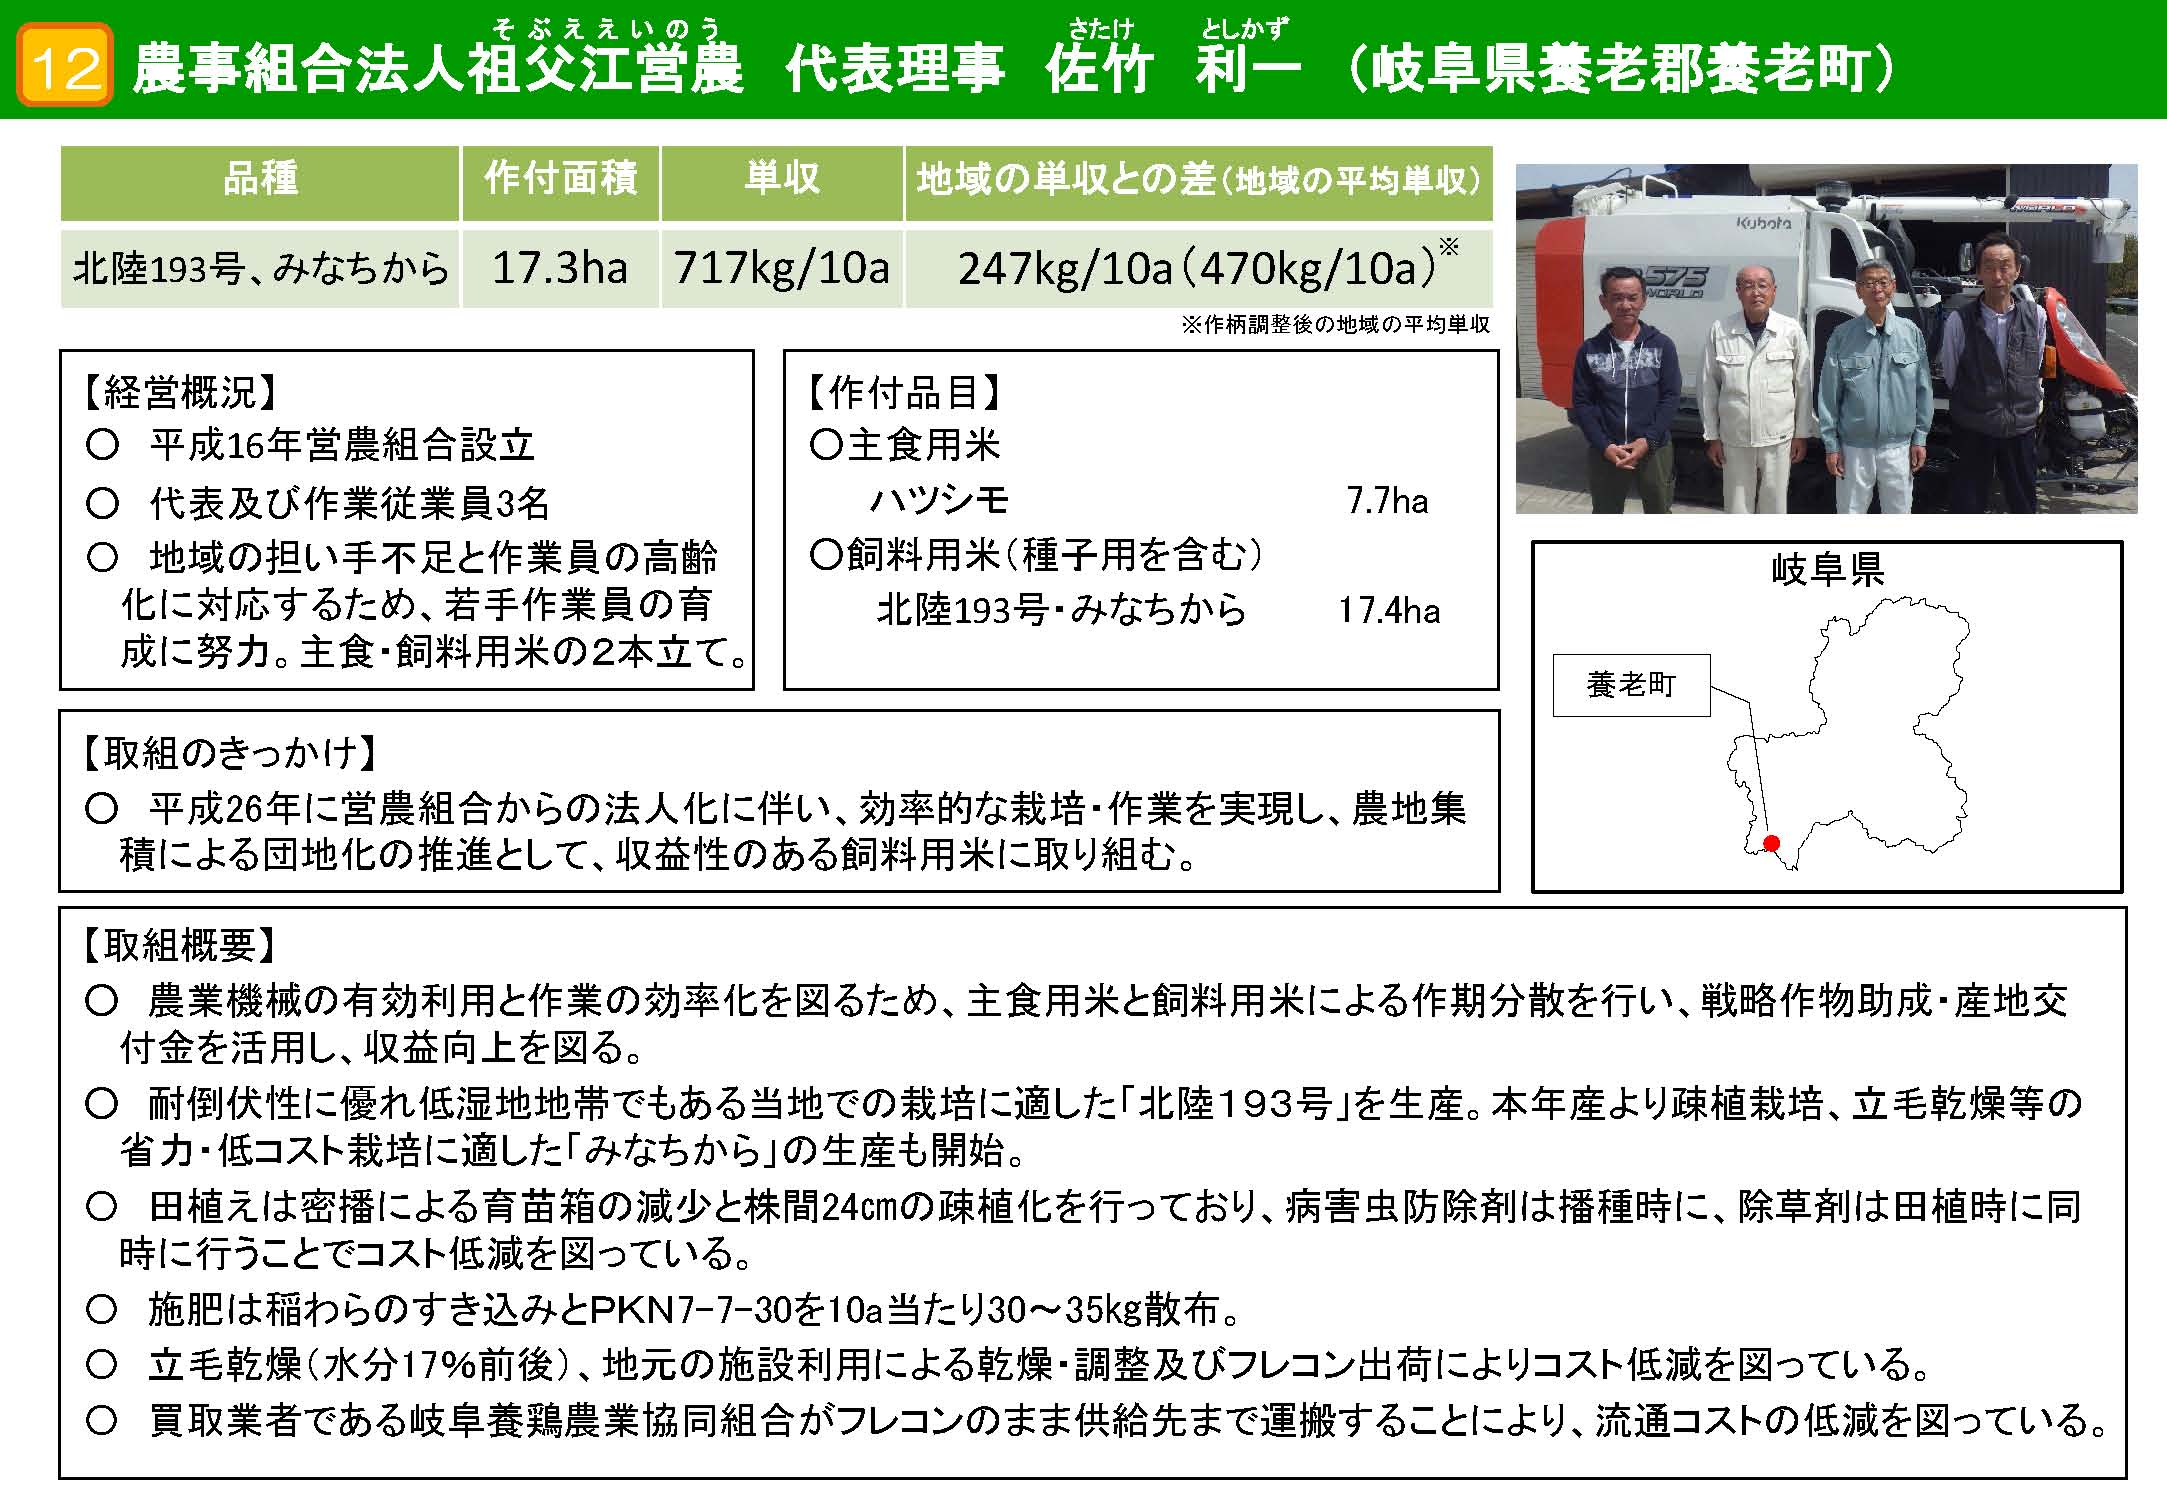 そぶええいのう さたけ としかず
12 農事組合法人祖父江営農 代表理事 佐竹 利一 （岐阜県養老郡養老町）
品種 作付面積 単収 地域の単収との差（地域の平均単収）
北陸193号、みなちから 17.3ha 717kg/10a 247kg/10a（470kg/10a）※
※作柄調整後の地域の平均単収
【経営概況】
○ 平成16年営農組合設立
○ 代表及び作業従業員3名
○ 地域の担い手不足と作業員の高齢
化に対応するため、若手作業員の育
成に努力。主食・飼料用米の２本立て。
【作付品目】
○主食用米
ハツシモ 7.7ha
○飼料用米（種子用を含む）
北陸193号・みなちから 17.4ha
Kubota
575
WORLD
岐阜県
養老町
【取組のきっかけ】
○ 平成26年に営農組合からの法人化に伴い、効率的な栽培・作業を実現し、農地集
積による団地化の推進として、収益性のある飼料用米に取り組む。
【取組概要】
○ 農業機械の有効利用と作業の効率化を図るため、主食用米と飼料用米による作期分散を行い、戦略作物助成・産地交
付金を活用し、収益向上を図る。
○ 耐倒伏性に優れ低湿地地帯でもある当地での栽培に適した「北陸１９３号」を生産。本年産より疎植栽培、立毛乾燥等の
省力・低コスト栽培に適した「みなちから」の生産も開始。
○ 田植えは密播による育苗箱の減少と株間24㎝の疎植化を行っており、病害虫防除剤は播種時に、除草剤は田植時に同
時に行うことでコスト低減を図っている。
○ 施肥は稲わらのすき込みとＰＫＮ7-7-30を10a当たり30～35kg散布。
○ 立毛乾燥（水分17％前後）、地元の施設利用による乾燥・調整及びフレコン出荷によりコスト低減を図っている。
○ 買取業者である岐阜養鶏農業協同組合がフレコンのまま供給先まで運搬することにより、流通コストの低減を図っている。